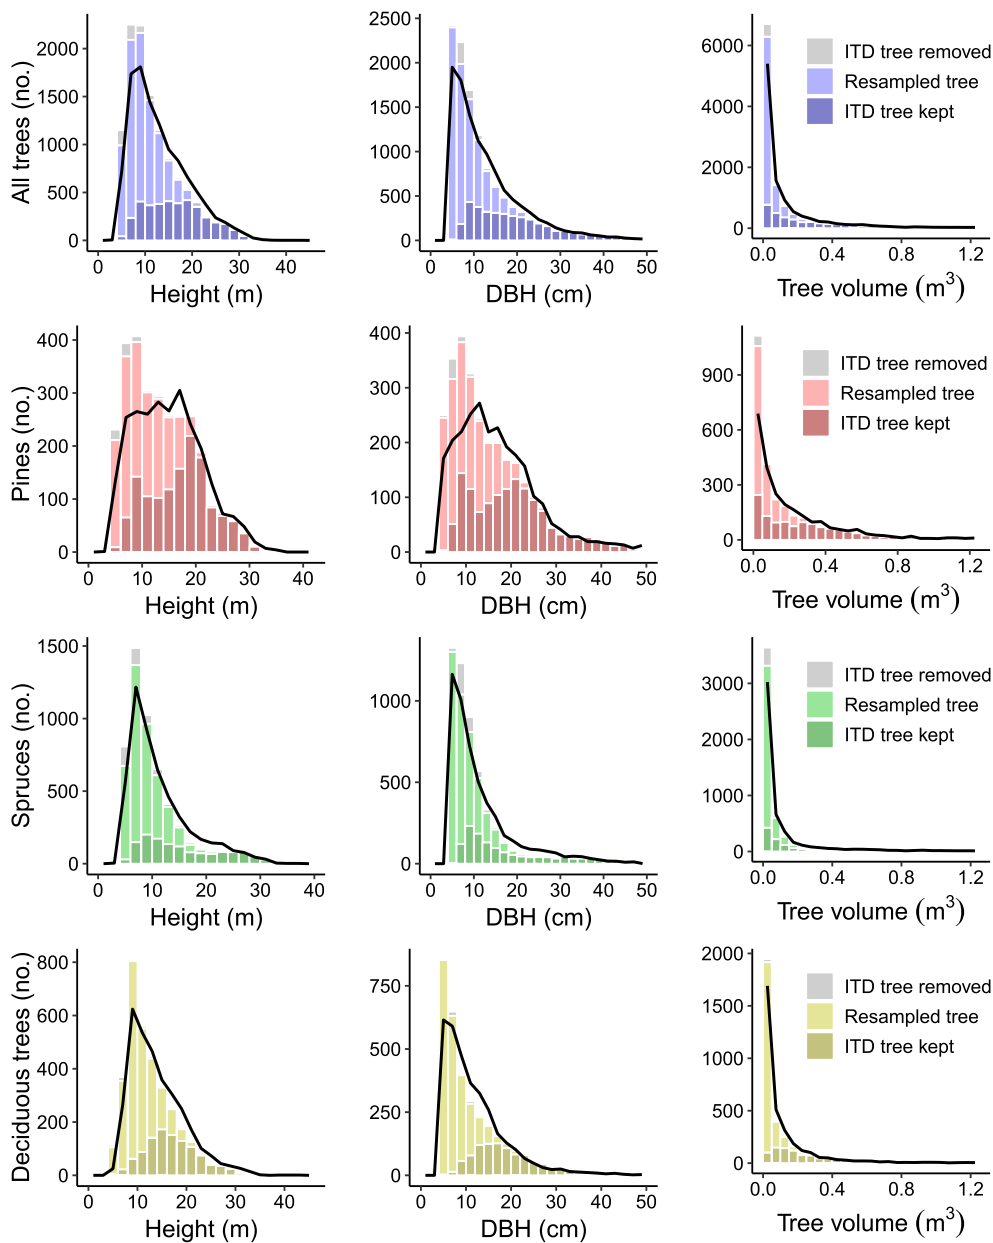 All trees (no.)
2000
1500
1000
500
0
0 10 20 30 40
Height (m)
2500
2000
1500
1000
500
0
0 10 20 30 40 50
DBH (cm)
6000
4000
2000
0
0.0 0.4 0.8 1.2
Tree volume (m³)
ITD tree removed
Resampled tree
ITD tree kept
Pines (no.)
400
300
200
100
0
0 10 20 30 40
Height (m)
400
300
200
100
0
0 10 20 30 40 50
DBH (cm)
900
600
300
0
0.0 0.4 0.8 1.2
Tree volume (m³)
ITD tree removed
Resampled tree
ITD tree kept
Spruces (no.)
1500
1000
500
0
0 10 20 30 40
Height (m)
1000
500
0
0 10 20 30 40 50
DBH (cm)
3000
2000
1000
0
0.0 0.4 0.8 1.2
Tree volume (m³)
ITD tree removed
Resampled tree
ITD tree kept
Deciduous trees (no.)
800
600
400
200
0
0 10 20 30 40
Height (m)
750
500
250
0
0 10 20 30 40 50
DBH (cm)
2000
1500
1000
500
0
0.0 0.4 0.8 1.2
Tree volume (m³)
ITD tree removed
Resampled tree
ITD tree kept